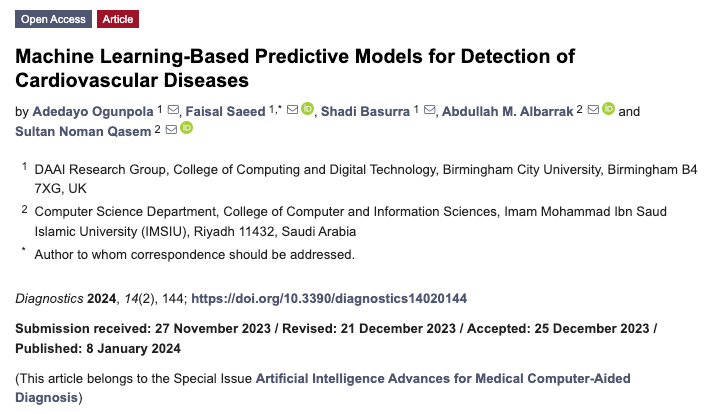 Open Access Article
Machine Learning-Based Predictive Models for Detection of
Cardiovascular Diseases
by Adedayo Ogunpola 1, Faisal Saeed 1,*, Shadi Basurra 1, Abdullah M. Albarrak 2 and
Sultan Noman Qasem 2
1 DAAI Research Group, College of Computing and Digital Technology, Birmingham City University, Birmingham B4
7XG, UK
2 Computer Science Department, College of Computer and Information Sciences, Imam Mohammad Ibn Saud
Islamic University (IMSIU), Riyadh 11432, Saudi Arabia
* Author to whom correspondence should be addressed.
Diagnostics 2024, 14(2), 144; https://doi.org/10.3390/diagnostics14020144
Submission received: 27 November 2023 / Revised: 21 December 2023 / Accepted: 25 December 2023 /
Published: 8 January 2024
(This article belongs to the Special Issue Artificial Intelligence Advances for Medical Computer-Aided
Diagnosis)